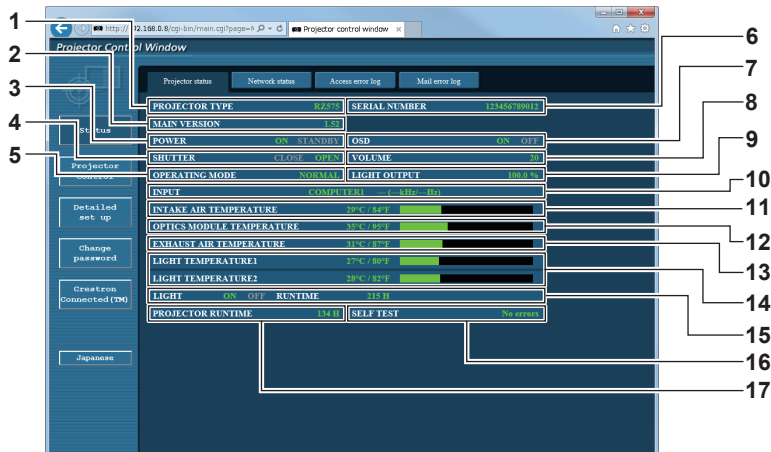 http://192.168.0.8/cgi-bin/main.cgi?page=
Projector control window
Projector Control Window
Projector status
Network status
Access error log
Mail error log
PROJECTOR TYPE RZ575
SERIAL NUMBER 123456789012
MAIN VERSION 1.52
POWER ON STANDBY
OSD ON OFF
SHUTTER CLOSE OPEN
VOLUME 20
OPERATING MODE NORMAL
LIGHT OUTPUT 100.0 %
INPUT COMPUTER1 --- (---kHz/---Hz)
INTAKE AIR TEMPERATURE 29°C / 84°F
OPTICS MODULE TEMPERATURE 35°C / 95°F
EXHAUST AIR TEMPERATURE 31°C / 87°F
LIGHT TEMPERATURE1 27°C / 80°F
LIGHT TEMPERATURE2 28°C / 82°F
LIGHT ON OFF RUNTIME 215 H
PROJECTOR RUNTIME 134 H
SELF TEST No errors
Status
Projector
control
Detailed
set up
Change
password
Crestron
Connected(TM)
Japanese
1
2
3
4
5
6
7
8
9
10
11
12
13
14
15
16
17